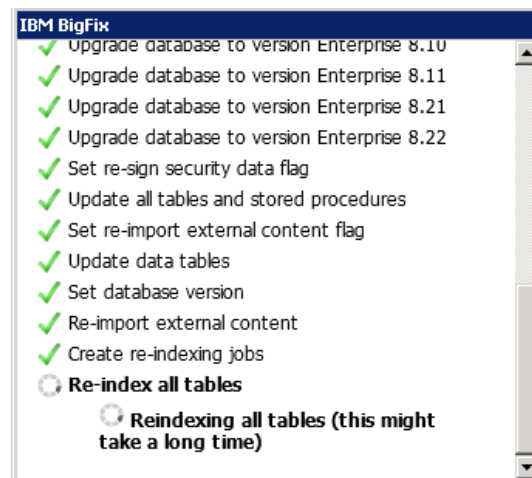 IBM BigFix
Upgrade database to version Enterprise 8.10
Upgrade database to version Enterprise 8.11
Upgrade database to version Enterprise 8.21
Upgrade database to version Enterprise 8.22
Set re-sign security data flag
Update all tables and stored procedures
Set re-import external content flag
Update data tables
Set database version
Re-import external content
Create re-indexing jobs
Re-index all tables
Reindexing all tables (this might
take a long time)